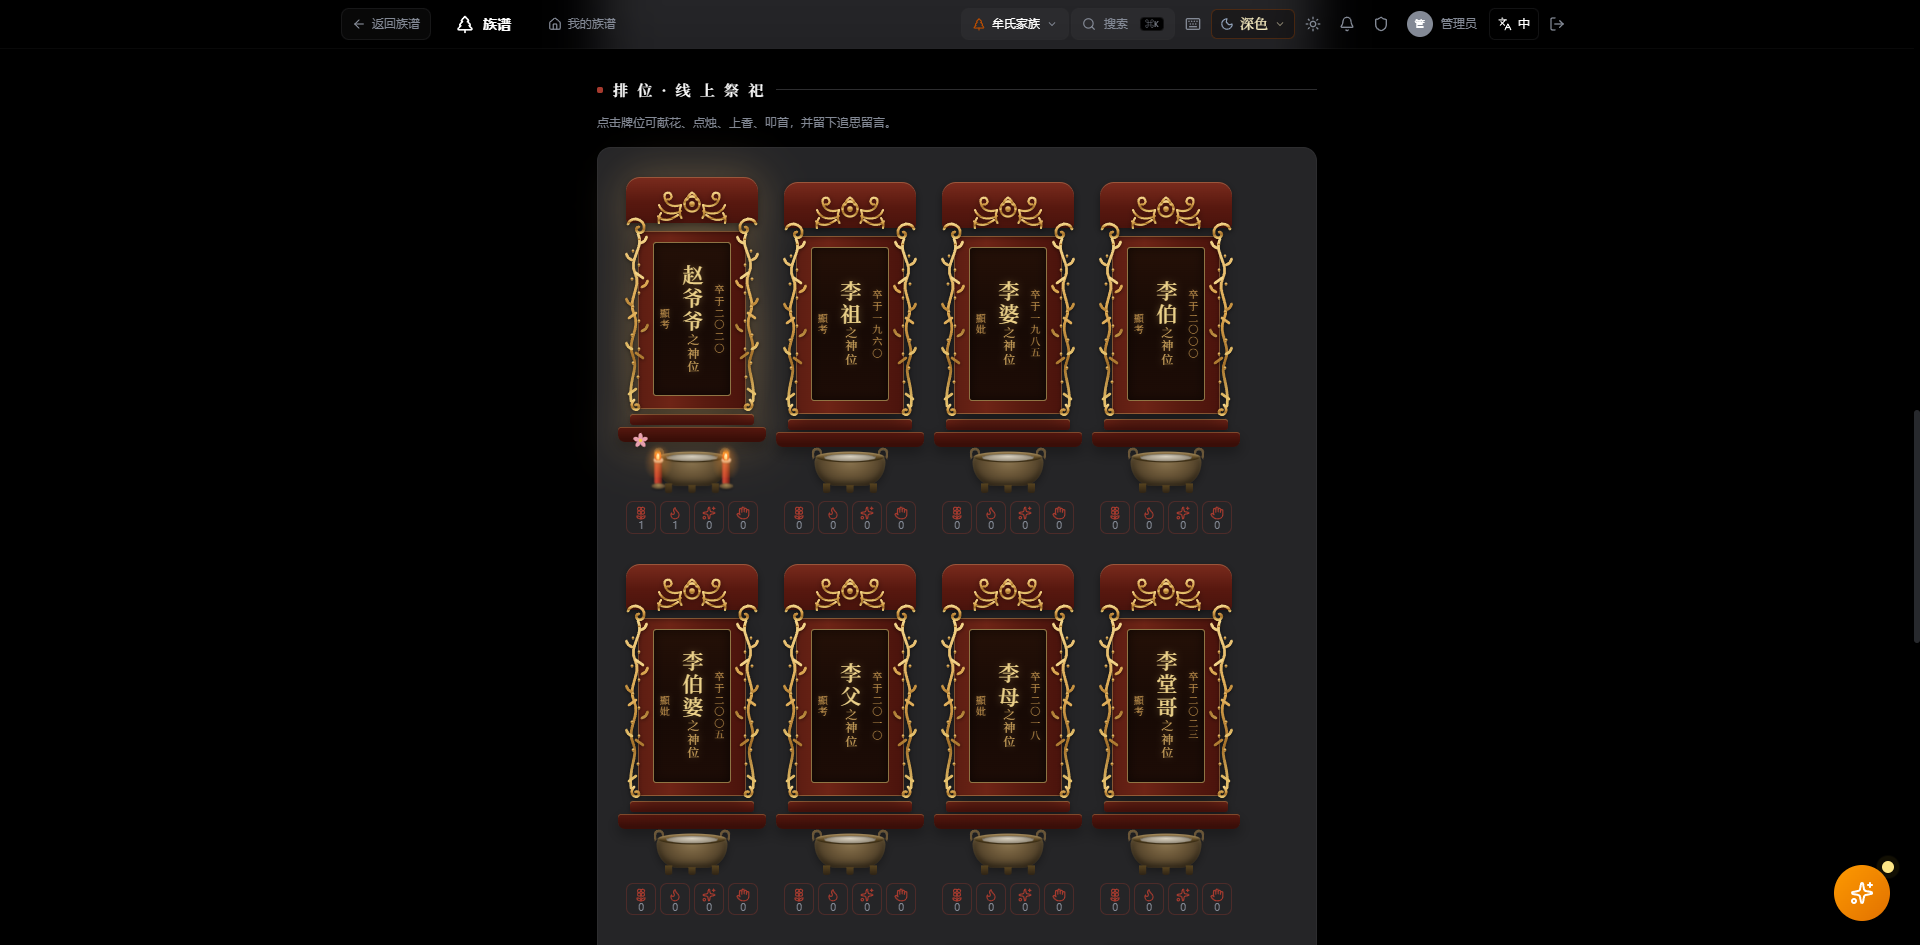 返回族谱
族谱
我的族谱
牟氏家族
搜索
⌘K
深色
管
管理员
中
排位·线上祭祀
点击牌位可献花、点烛、上香、叩首，并留下追思留言。
卒于二〇二〇
赵爷爷之神位
顯考
1 1 0 0
卒于一九六〇
李祖之神位
顯考
0 0 0 0
卒于一九八五
李婆之神位
顯妣
0 0 0 0
卒于二〇〇〇
李伯之神位
顯考
0 0 0 0
卒于二〇〇五
李伯婆之神位
顯妣
0 0 0 0
卒于二〇一〇
李父之神位
顯考
0 0 0 0
卒于二〇一八
李母之神位
顯妣
0 0 0 0
卒于二〇二三
李堂哥之神位
顯考
0 0 0 0